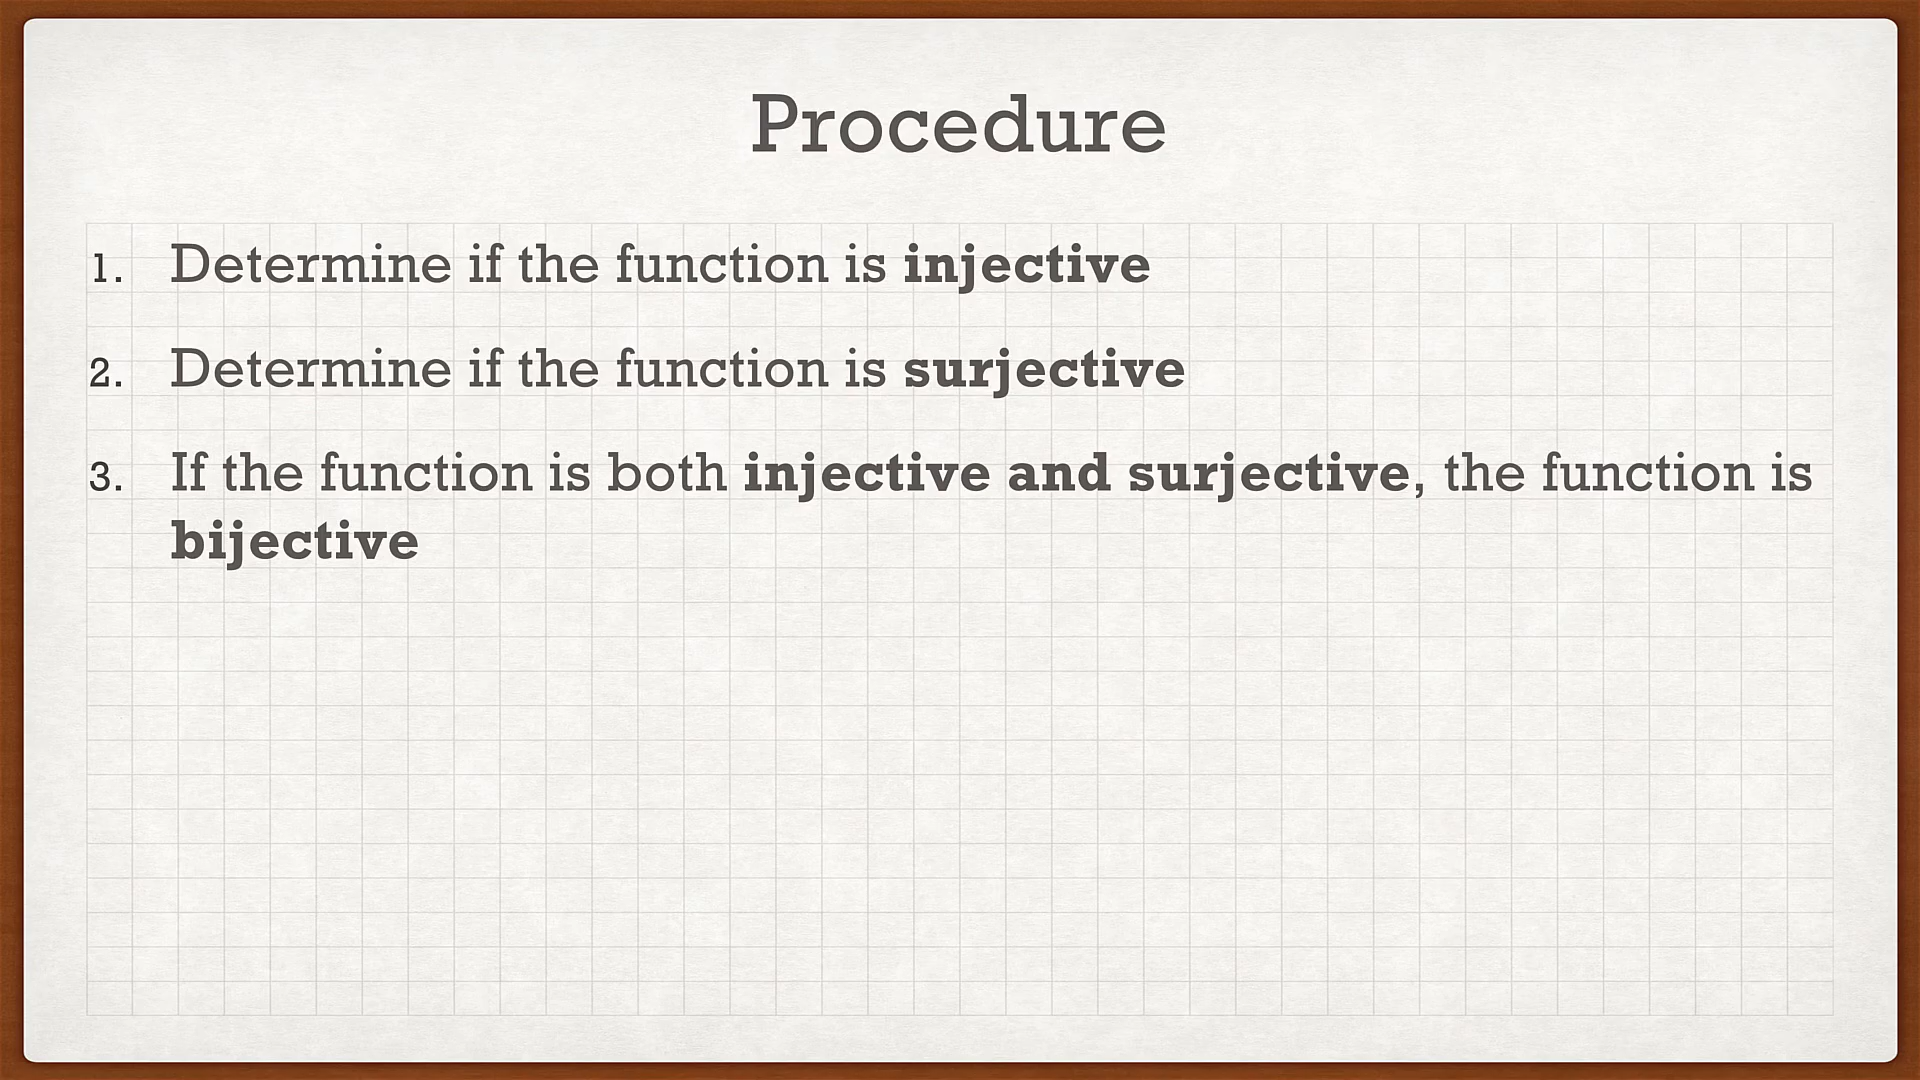 Procedure
1. Determine if the function is injective
2. Determine if the function is surjective
3. If the function is both injective and surjective, the function is
bijective